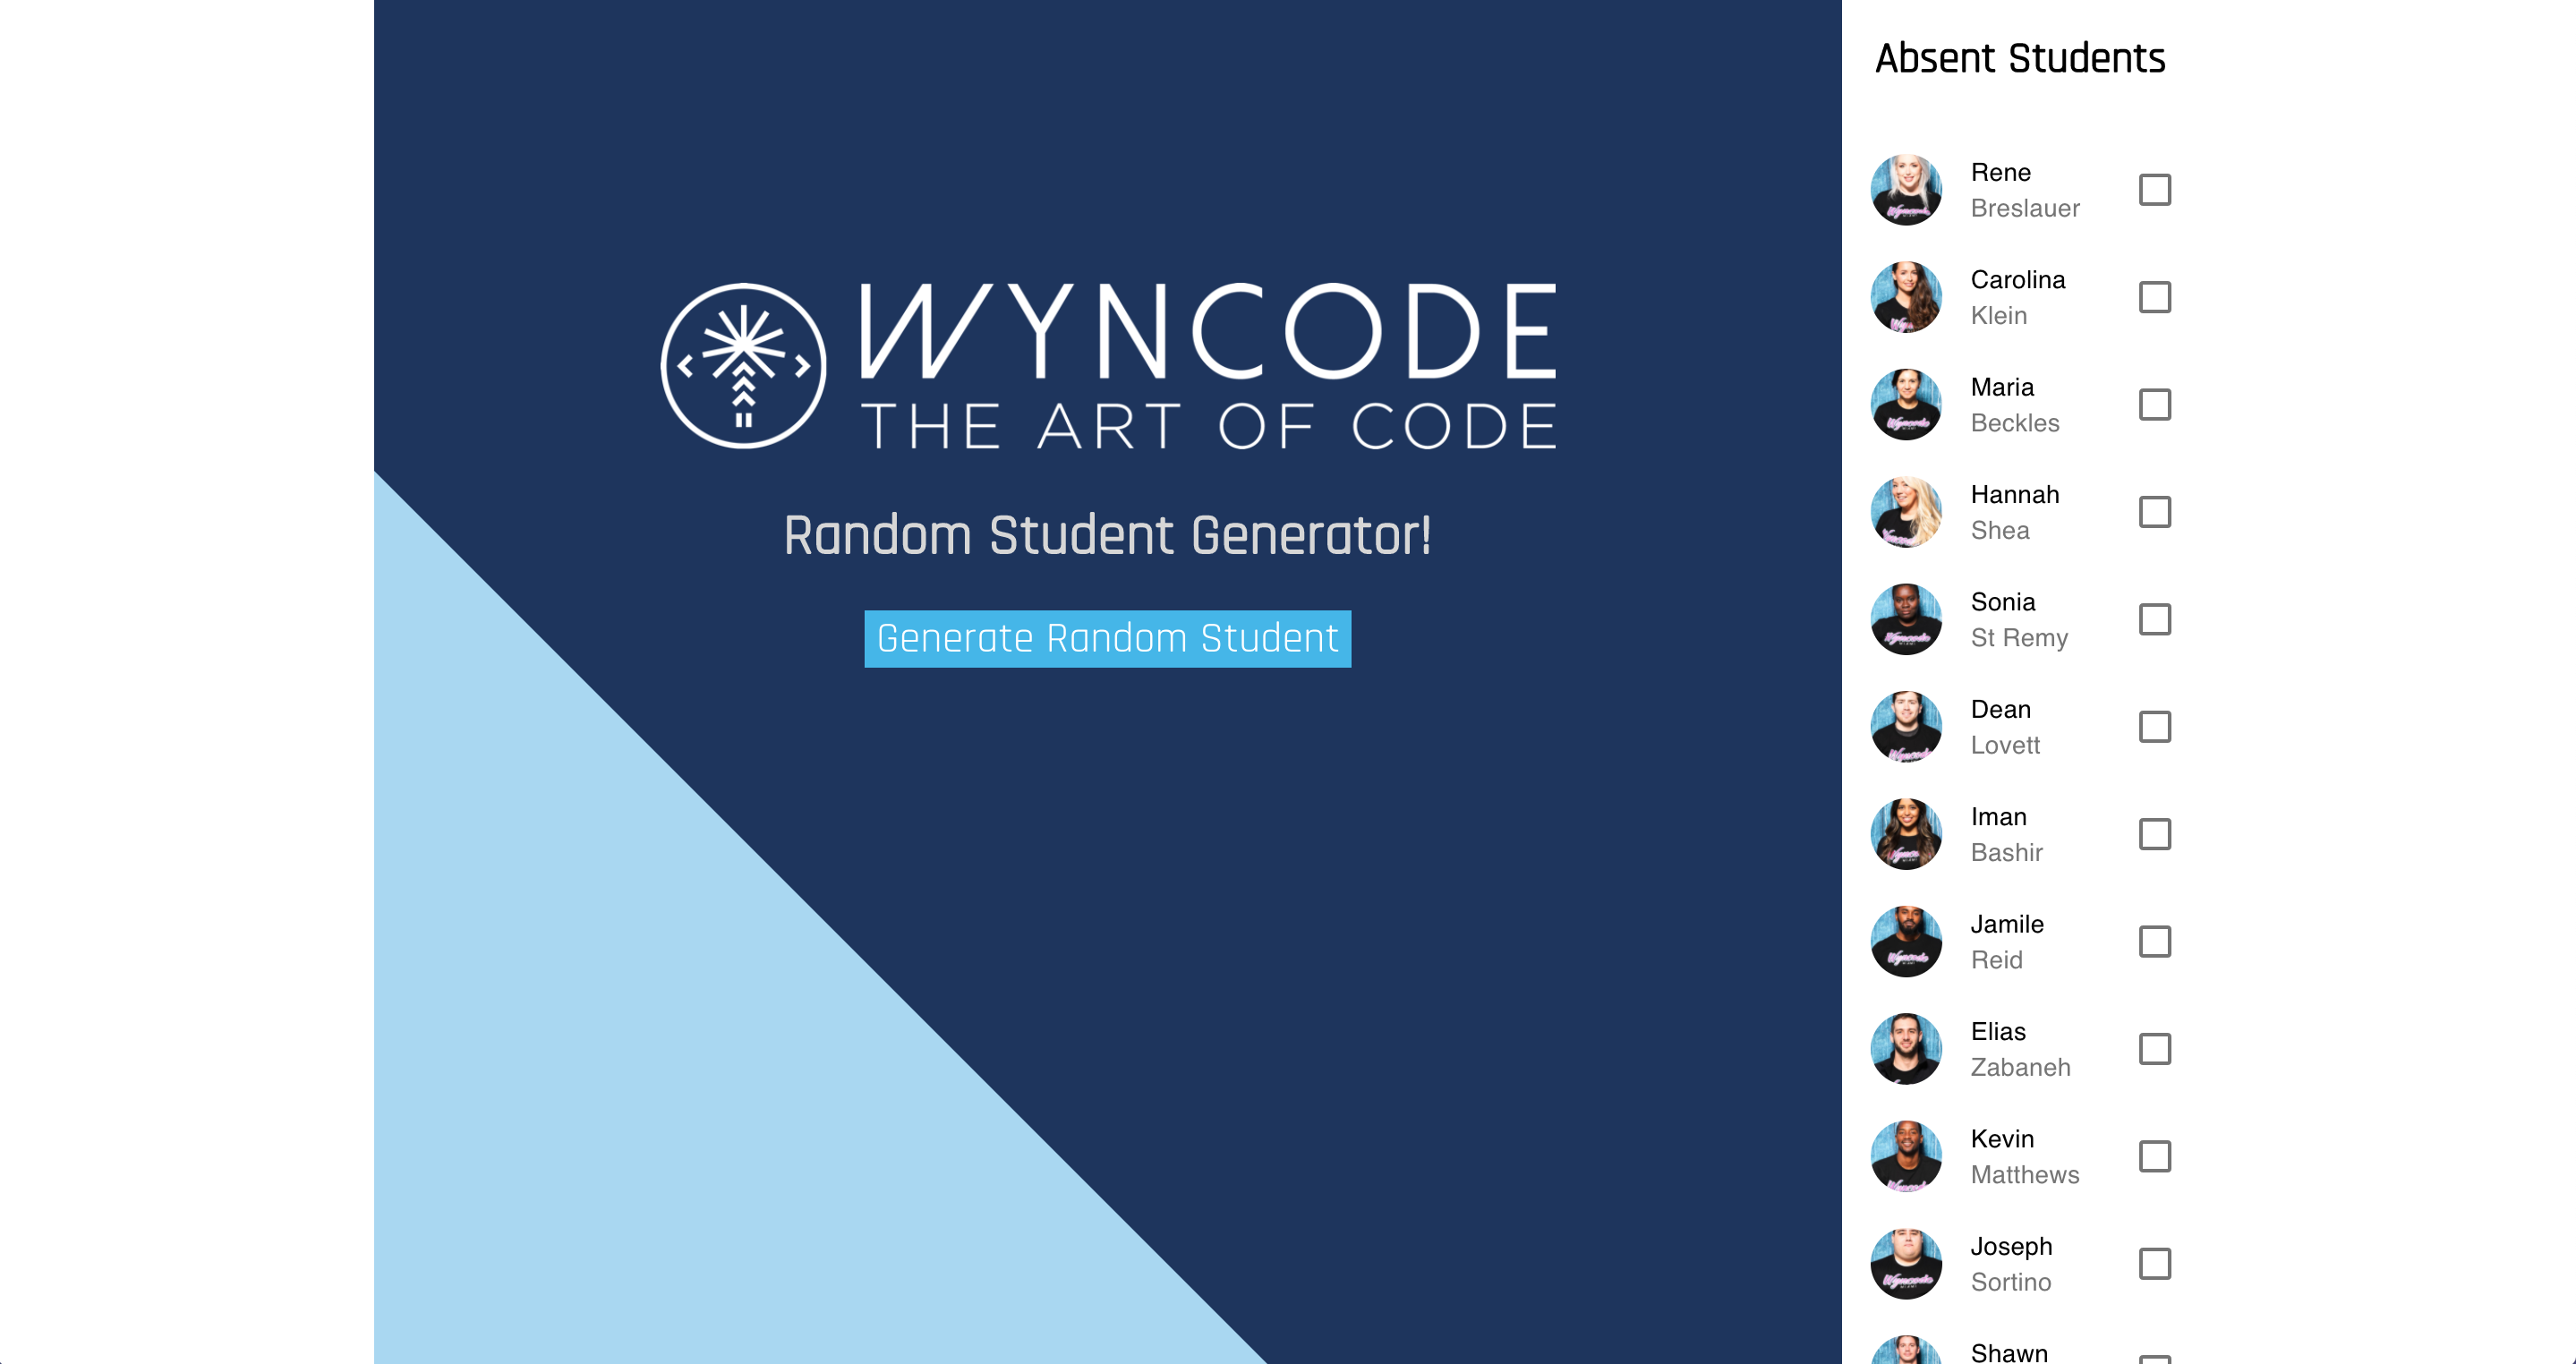 WYNCODE
THE ART OF CODE
Random Student Generator!
Generate Random Student
Absent Students
Rene
Breslauer
Carolina
Klein
Maria
Beckles
Hannah
Shea
Sonia
St Remy
Dean
Lovett
Iman
Bashir
Jamile
Reid
Elias
Zabaneh
Kevin
Matthews
Joseph
Sortino
Shawn